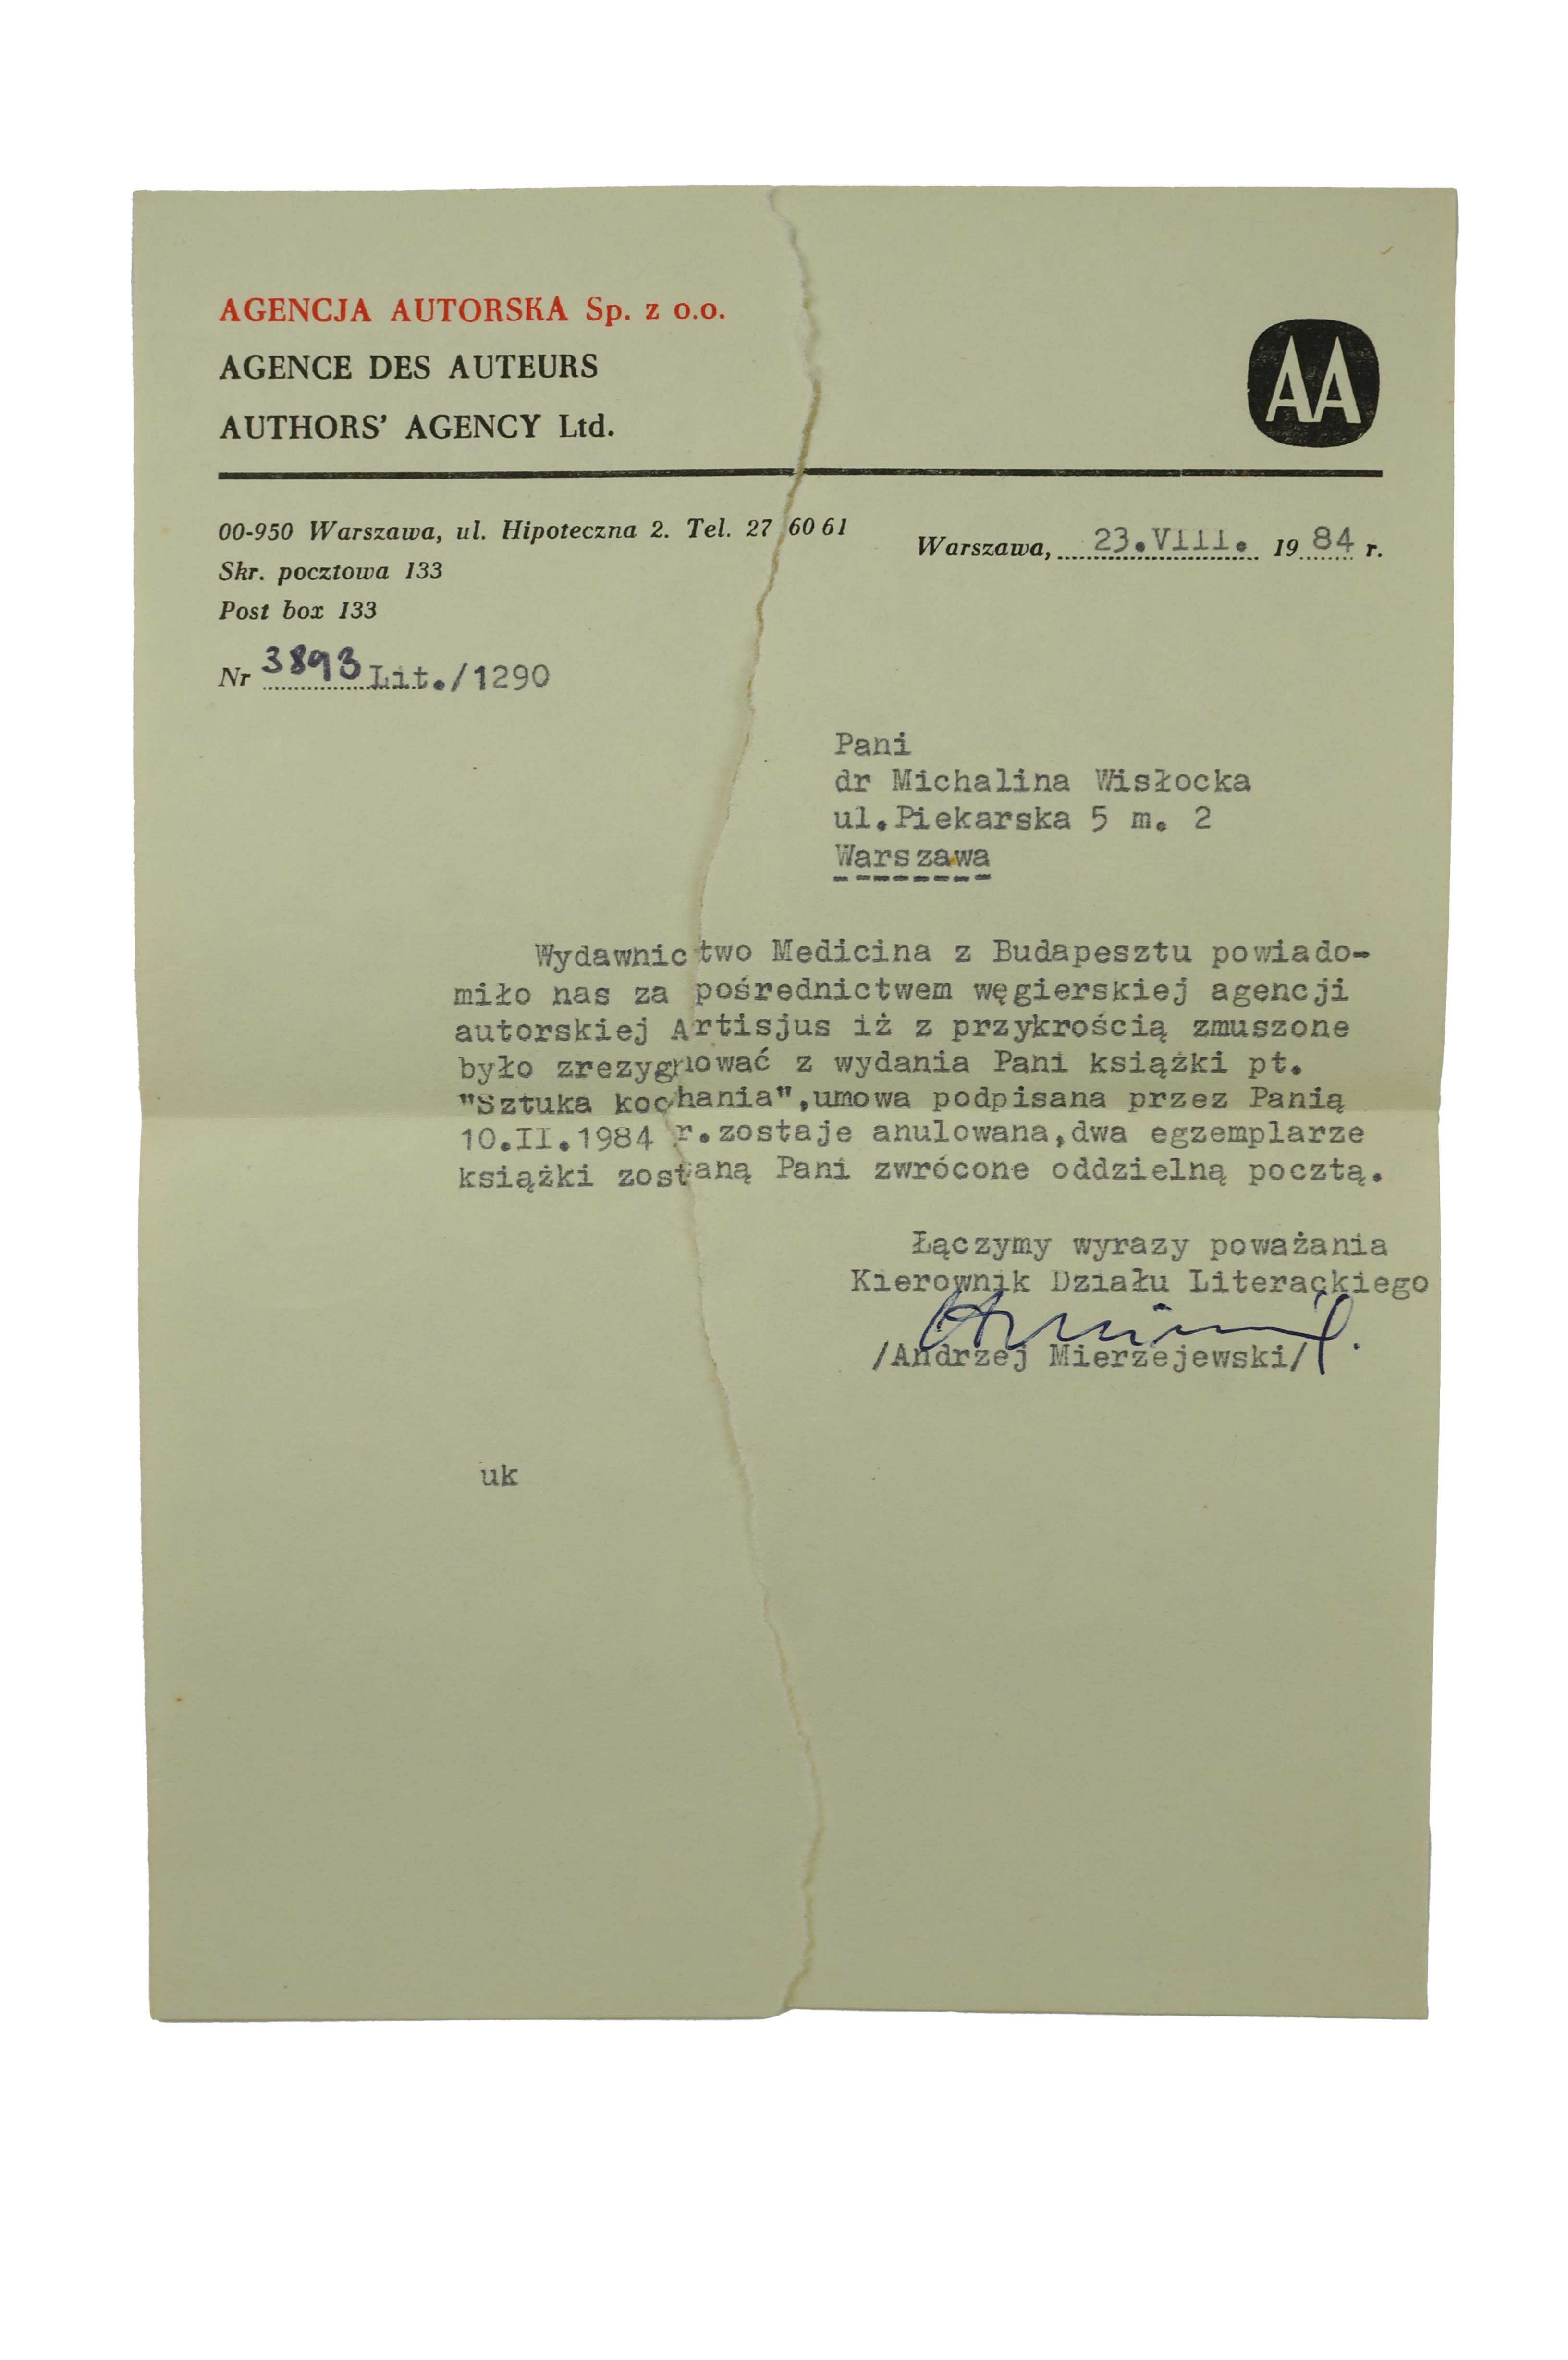 AGENCJA AUTORSKA Sp. z o.o.
AGENCE DES AUTEURS
AUTHORS' AGENCY Ltd.
AA
00-950 Warszawa, ul. Hipoteczna 2. Tel. 27 60 61
Skr. pocztowa 133
Post box 133
Warszawa, 23.VIII. 1984 r.
Nr 3893 Lit./1290
Pani
dr Michalina Wisłocka
ul.Piekarska 5 m. 2
Warszawa
Wydawnictwo Medicina z Budapesztu powiado-
miło nas za pośrednictwem węgierskiej agencji
autorskiej Artisjus iż z przykrością zmuszone
było zrezygnować z wydania Pani książki pt.
"Sztuka kochania",umowa podpisana przez Panią
10.II.1984 r.zostaje anulowana,dwa egzemplarze
książki zostaną Pani zwrócone oddzielną pocztą.
Łączymy wyrazy poważania
Kierownik Działu Literackiego
/Andrzej Mierzejewski/
uk